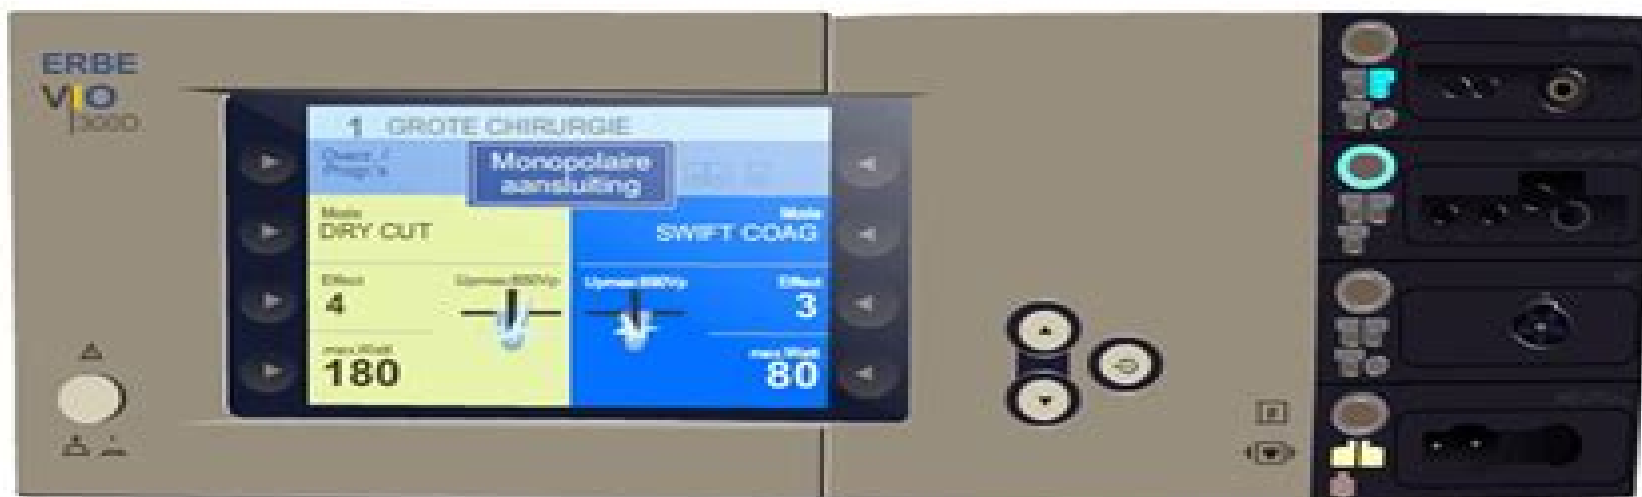 ERBE
VIO
300D
1 GROTE CHIRURGIE
Monopolaire
aansluiting
Mode
DRY CUT
Mode
SWIFT COAG
Effect
4
Effect
3
max.Watt
180
max.Watt
80